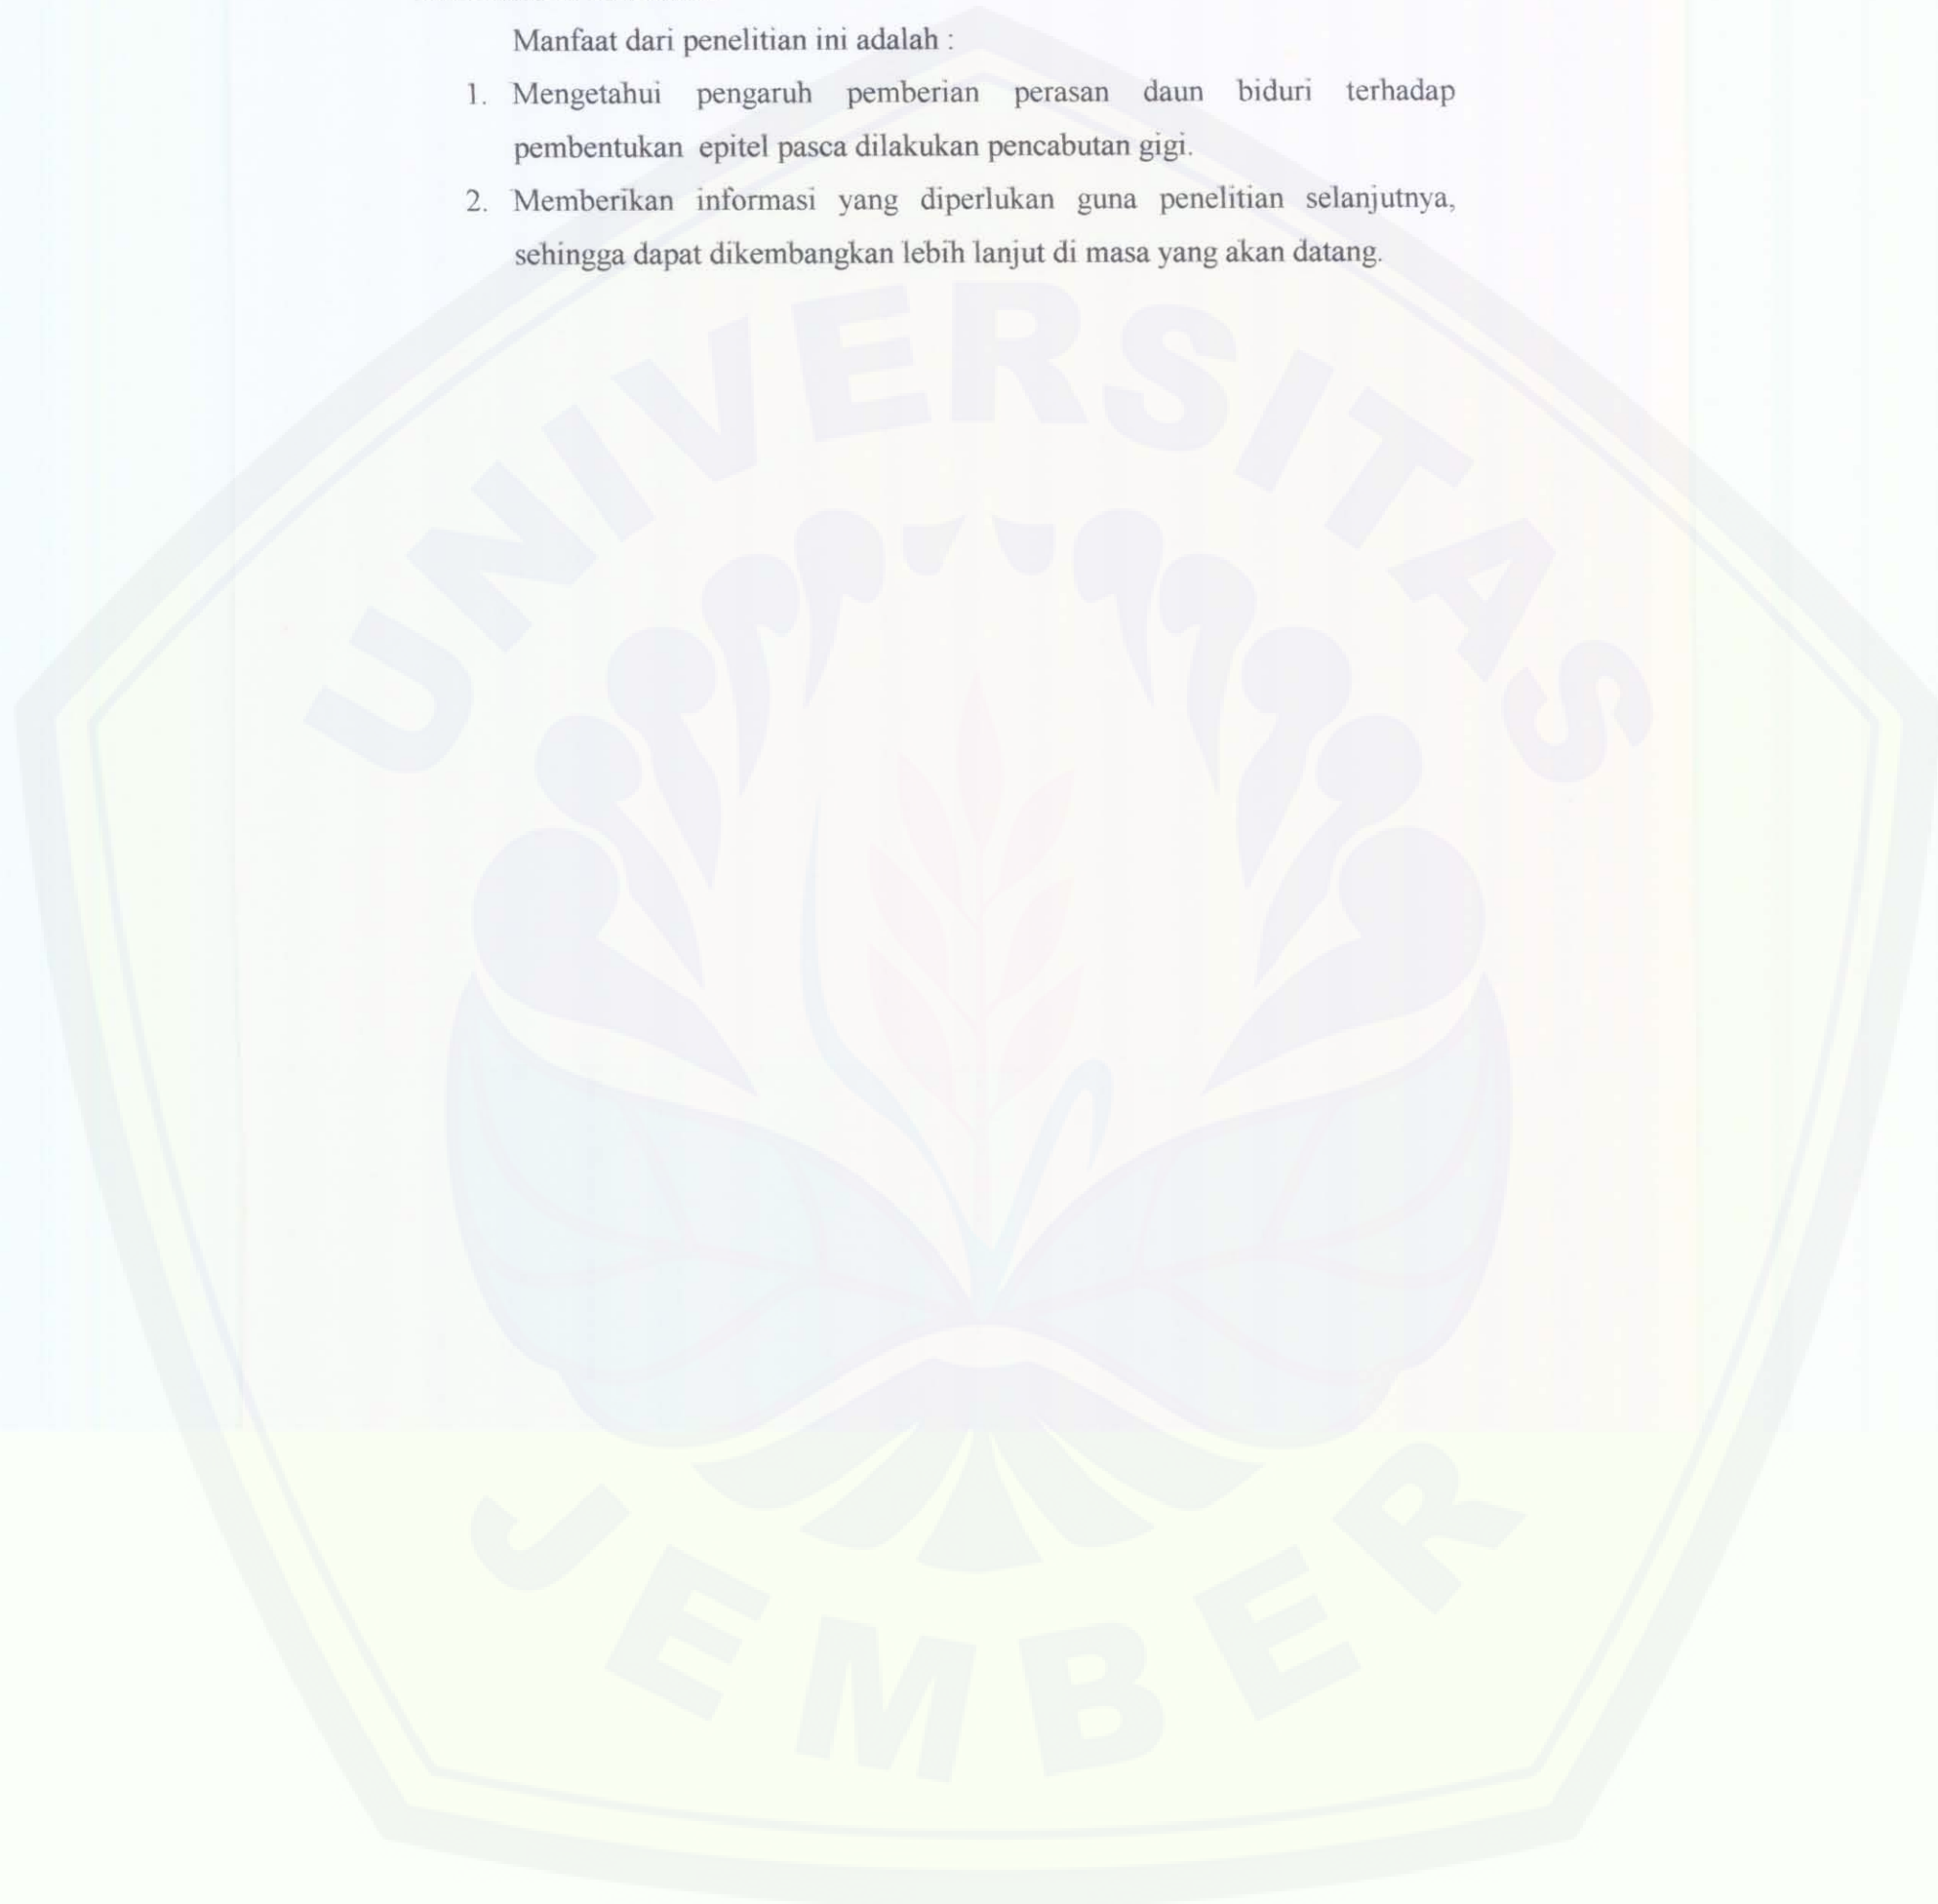 Manfaat dari penelitian ini adalah :
1. Mengetahui pengaruh pemberian perasan daun biduri terhadap
pembentukan epitel pasca dilakukan pencabutan gigi.
2. Memberikan informasi yang diperlukan guna penelitian selanjutnya,
sehingga dapat dikembangkan lebih lanjut di masa yang akan datang.
UNIVERSITAS
JEMBER